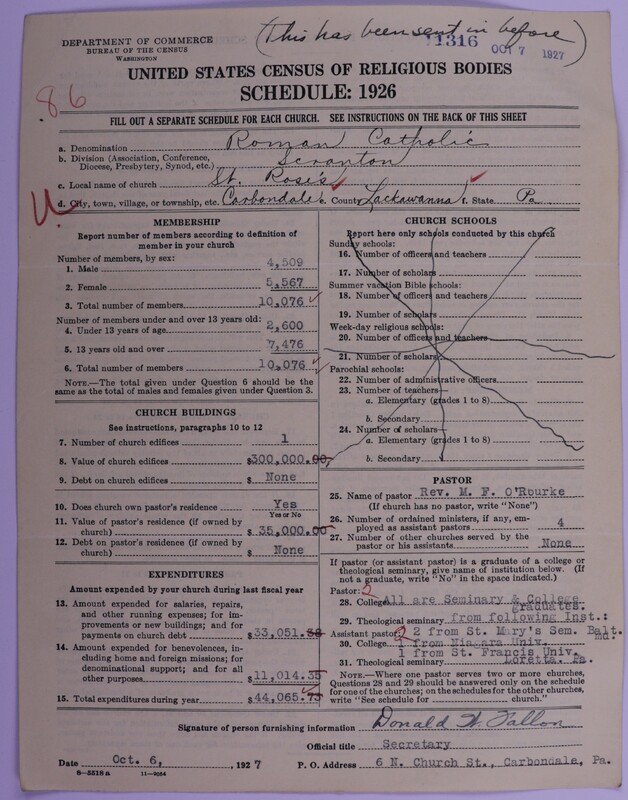 (This has been sent in before)
DEPARTMENT OF COMMERCE
BUREAU OF THE CENSUS
WASHINGTON
1316 OCT 7 1927
UNITED STATES CENSUS OF RELIGIOUS BODIES
SCHEDULE: 1926
86
FILL OUT A SEPARATE SCHEDULE FOR EACH CHURCH. SEE INSTRUCTIONS ON THE BACK OF THIS SHEET
a. Denomination Roman Catholic
b. Division (Association, Conference, Diocese, Presbytery, Synod, etc.) Scranton
c. Local name of church St. Rose's
d. City, town, village, or township, etc. Carbondale e. County Lackawanna f. State Pa
MEMBERSHIP
Report number of members according to definition of member in your church
Number of members, by sex:
1. Male 4,509
2. Female 5,567
3. Total number of members 10,076
Number of members under and over 13 years old:
4. Under 13 years of age 2,600
5. 13 years old and over 7,476
6. Total number of members 10,076
NOTE.—The total given under Question 6 should be the same as the total of males and females given under Question 3.
CHURCH BUILDINGS
See instructions, paragraphs 10 to 12
7. Number of church edifices 1
8. Value of church edifices $300,000.00
9. Debt on church edifices $ None
10. Does church own pastor's residence? Yes
Yes or No
11. Value of pastor's residence (if owned by church) $ 35,000.00
12. Debt on pastor's residence (if owned by church) $ None
EXPENDITURES
Amount expended by your church during last fiscal year
13. Amount expended for salaries, repairs, and other running expenses; for improvements or new buildings; and for payments on church debt $33,051.38
14. Amount expended for benevolences, including home and foreign missions; for denominational support; and for all other purposes $11,014.35
15. Total expenditures during year $44,065.73
CHURCH SCHOOLS
Report here only schools conducted by this church
Sunday schools:
16. Number of officers and teachers
17. Number of scholars
Summer vacation Bible schools:
18. Number of officers and teachers
19. Number of scholars
Week-day religious schools:
20. Number of officers and teachers
21. Number of scholars
Parochial schools:
22. Number of administrative officers
23. Number of teachers—
a. Elementary (grades 1 to 8)
b. Secondary
24. Number of scholars—
a. Elementary (grades 1 to 8)
b. Secondary
PASTOR
25. Name of pastor Rev. M. F. O'Rourke
(If church has no pastor, write "None")
26. Number of ordained ministers, if any, employed as assistant pastors 4
27. Number of other churches served by the pastor or his assistants None
If pastor (or assistant pastor) is a graduate of a college or theological seminary, give name of institution below. (If not a graduate, write "No" in the space indicated.)
Pastor: 2
28. College All are Seminary & College graduates.
29. Theological seminary from following Inst.:
Assistant pastor: 2 2 from St. Mary's Sem. Balt. Md.
30. College 1 from Niagara Univ.
1 from St. Francis Univ.
31. Theological seminary Loretta, Pa.
NOTE.—Where one pastor serves two or more churches, Questions 28 and 29 should be answered only on the schedule for one of the churches; on the schedules for the other churches, write "See schedule for church."
Signature of person furnishing information Donald W. Fallon
Official title Secretary
Date Oct. 6, 1927 P. O. Address 6 N. Church St., Carbondale, Pa.
8—5318 a 11—9034